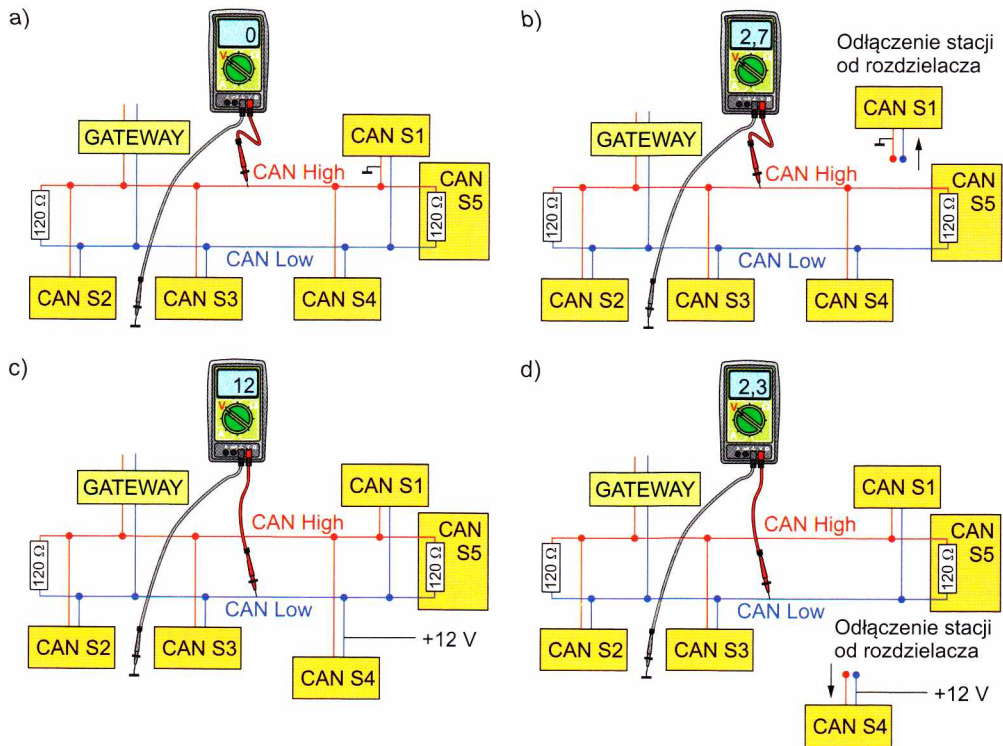 a)
0
GATEWAY
CAN S1
CAN High
CAN
S5
120 Ω
120 Ω
CAN Low
CAN S2
CAN S3
CAN S4
b)
2,7
Odłączenie stacji
od rozdzielacza
CAN S1
GATEWAY
CAN High
CAN
S5
120 Ω
120 Ω
CAN Low
CAN S2
CAN S3
CAN S4
c)
12
GATEWAY
CAN S1
CAN High
CAN
S5
120 Ω
120 Ω
CAN Low
CAN S2
CAN S3
+12 V
CAN S4
d)
2,3
GATEWAY
CAN S1
CAN High
CAN
S5
120 Ω
120 Ω
CAN Low
CAN S2
CAN S3
Odłączenie stacji
od rozdzielacza
+12 V
CAN S4